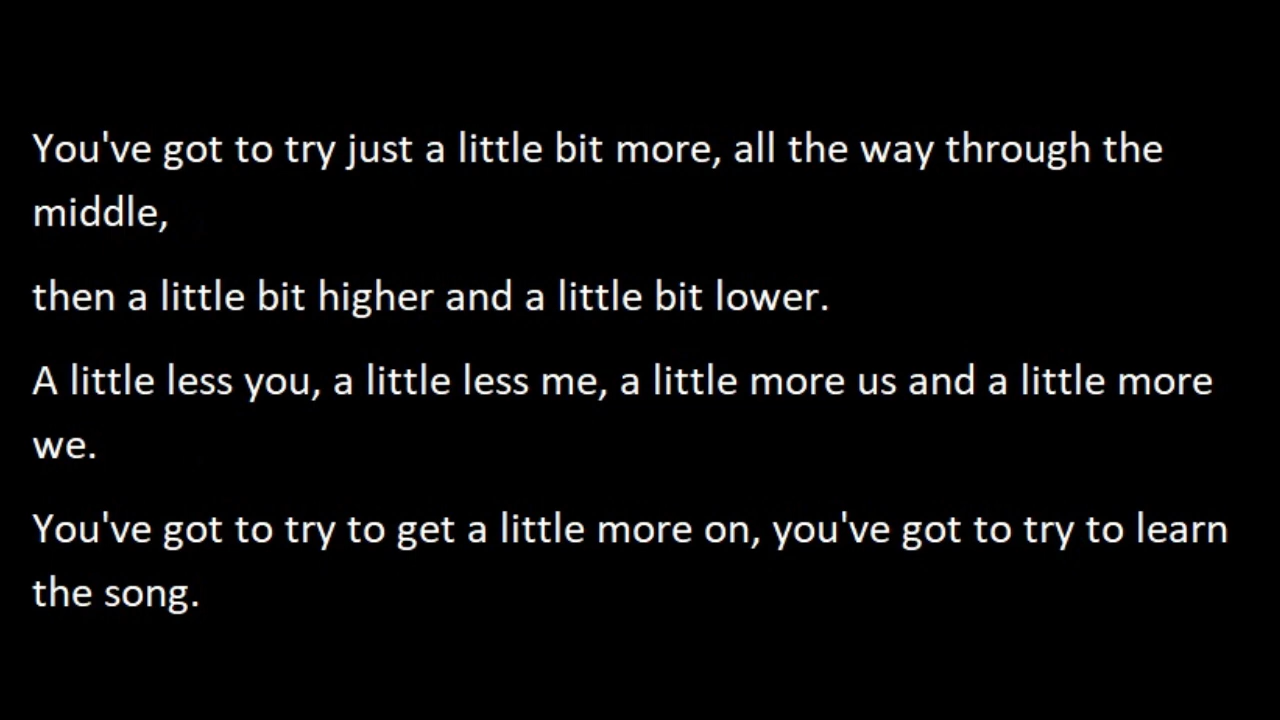 You've got to try just a little bit more, all the way through the
middle,
then a little bit higher and a little bit lower.
A little less you, a little less me, a little more us and a little more
we.
You've got to try to get a little more on, you've got to try to learn
the song.